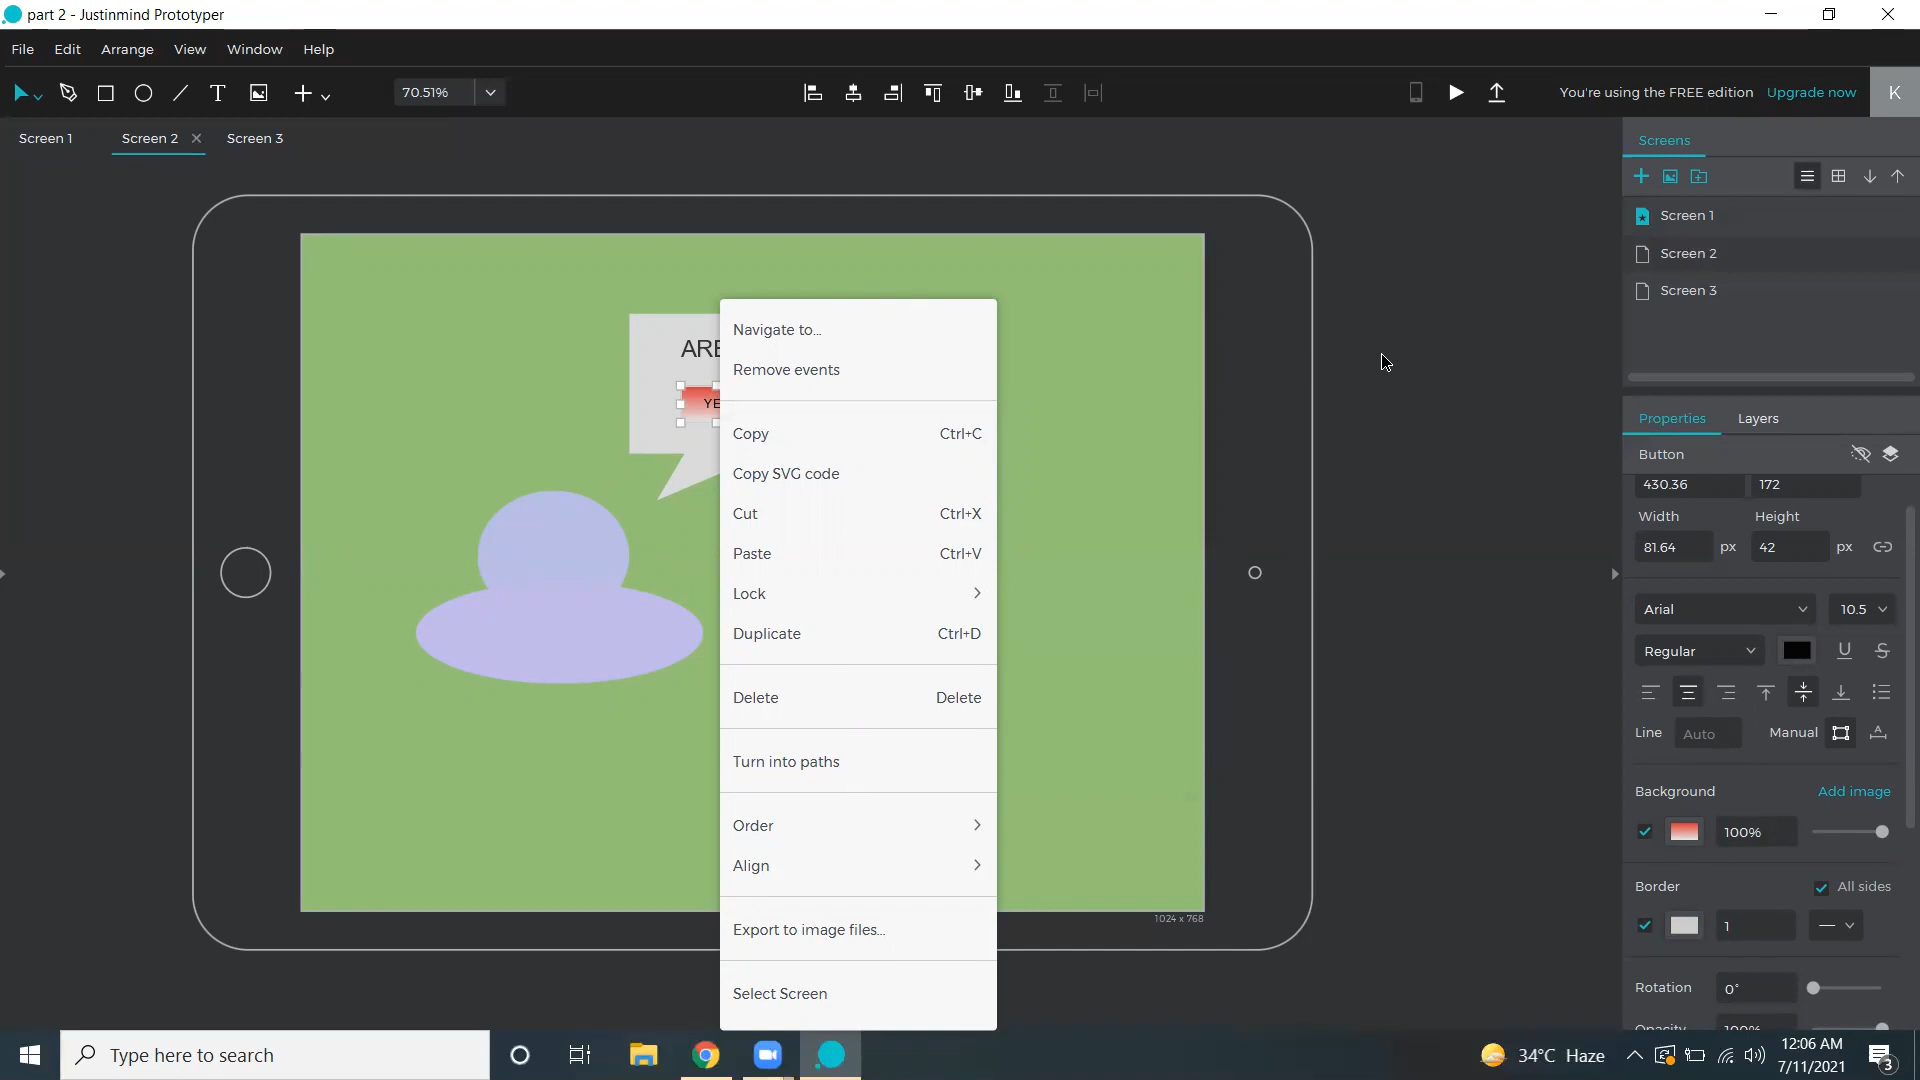 part 2 - Justinmind Prototyper
File Edit Arrange View Window Help
70.51%
You're using the FREE edition Upgrade now K
Screen 1 Screen 2 Screen 3
Screens
Screen 1
Screen 2
Screen 3
ARE
YE
Navigate to...
Remove events
Copy Ctrl+C
Copy SVG code
Cut Ctrl+X
Paste Ctrl+V
Lock
Duplicate Ctrl+D
Delete Delete
Turn into paths
Order
Align
Export to image files...
Select Screen
1024 x 768
Properties Layers
Button
430.36 172
Width Height
81.64 px 42 px
Arial 10.5
Regular
Line Auto Manual
Background Add image
100%
Border All sides
1
Rotation 0°
Opacity 100%
Type here to search
34°C Haze
12:06 AM
7/11/2021
3